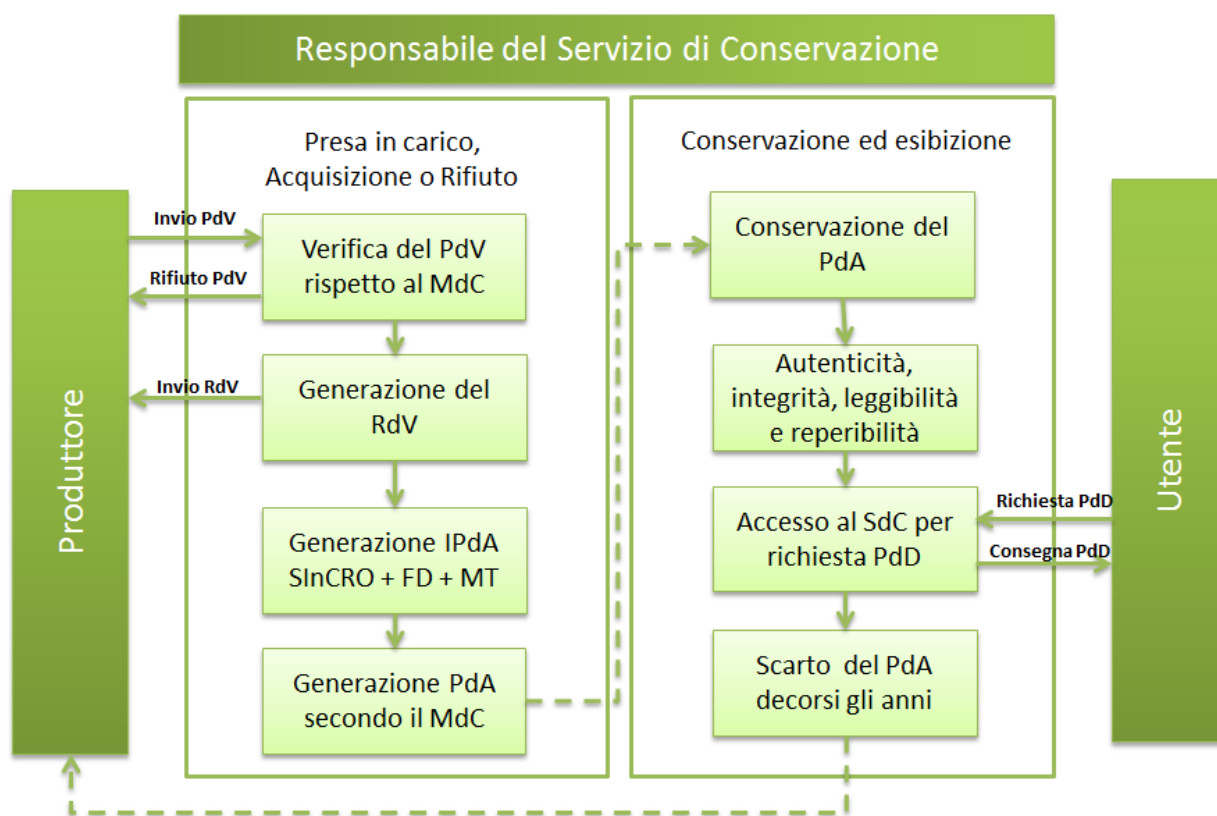 Responsabile del Servizio di Conservazione
Produttore
Presa in carico,
Acquisizione o Rifiuto
Invio PdV
Verifica del PdV
rispetto al MdC
Rifiuto PdV
Invio RdV
Generazione del
RdV
Generazione IPdA
SInCRO + FD + MT
Generazione PdA
secondo il MdC
Conservazione ed esibizione
Conservazione del
PdA
Autenticità,
integrità, leggibilità
e reperibilità
Accesso al SdC per
richiesta PdD
Richiesta PdD
Consegna PdD
Scarto del PdA
decorsi gli anni
Utente